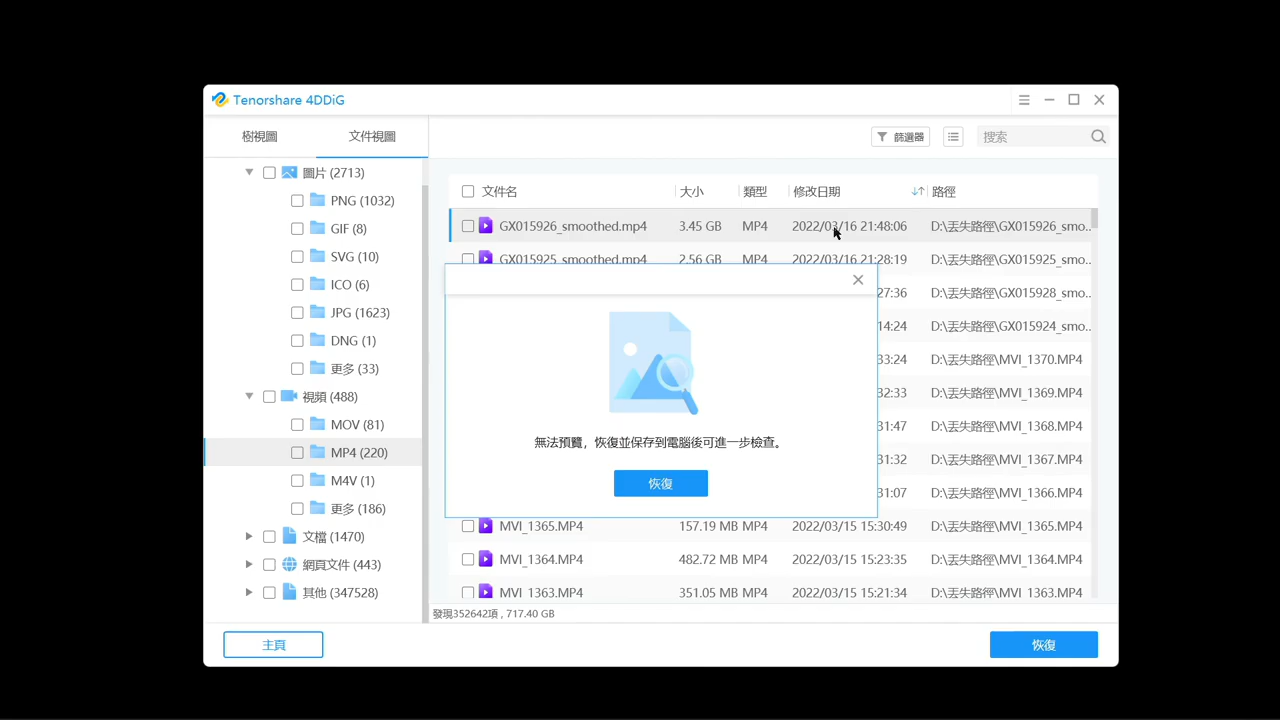 Tenorshare 4DDiG
樹視圖
文件視圖
篩選器
搜索
圖片 (2713)
PNG (1032)
GIF (8)
SVG (10)
ICO (6)
JPG (1623)
DNG (1)
更多 (33)
視頻 (488)
MOV (81)
MP4 (220)
M4V (1)
更多 (186)
文檔 (1470)
網頁文件 (443)
其他 (347528)
文件名 大小 類型 修改日期 路徑
GX015926_smoothed.mp4 3.45 GB MP4 2022/03/16 21:48:06 D:\丟失路徑\GX015926_smo...
GX015925_smoothed.mp4 2.56 GB MP4 2022/03/16 21:28:19 D:\丟失路徑\GX015925_smo...
27:36 D:\丟失路徑\GX015928_smo...
14:24 D:\丟失路徑\GX015924_smo...
33:24 D:\丟失路徑\MVI_1370.MP4
32:33 D:\丟失路徑\MVI_1369.MP4
31:47 D:\丟失路徑\MVI_1368.MP4
31:32 D:\丟失路徑\MVI_1367.MP4
31:07 D:\丟失路徑\MVI_1366.MP4
無法預覽，恢復並保存到電腦後可進一步檢查。
恢復
MVI_1365.MP4 157.19 MB MP4 2022/03/15 15:30:49 D:\丟失路徑\MVI_1365.MP4
MVI_1364.MP4 482.72 MB MP4 2022/03/15 15:23:35 D:\丟失路徑\MVI_1364.MP4
MVI_1363.MP4 351.05 MB MP4 2022/03/15 15:21:34 D:\丟失路徑\MVI_1363.MP4
發現352642項 , 717.40 GB
主頁
恢復